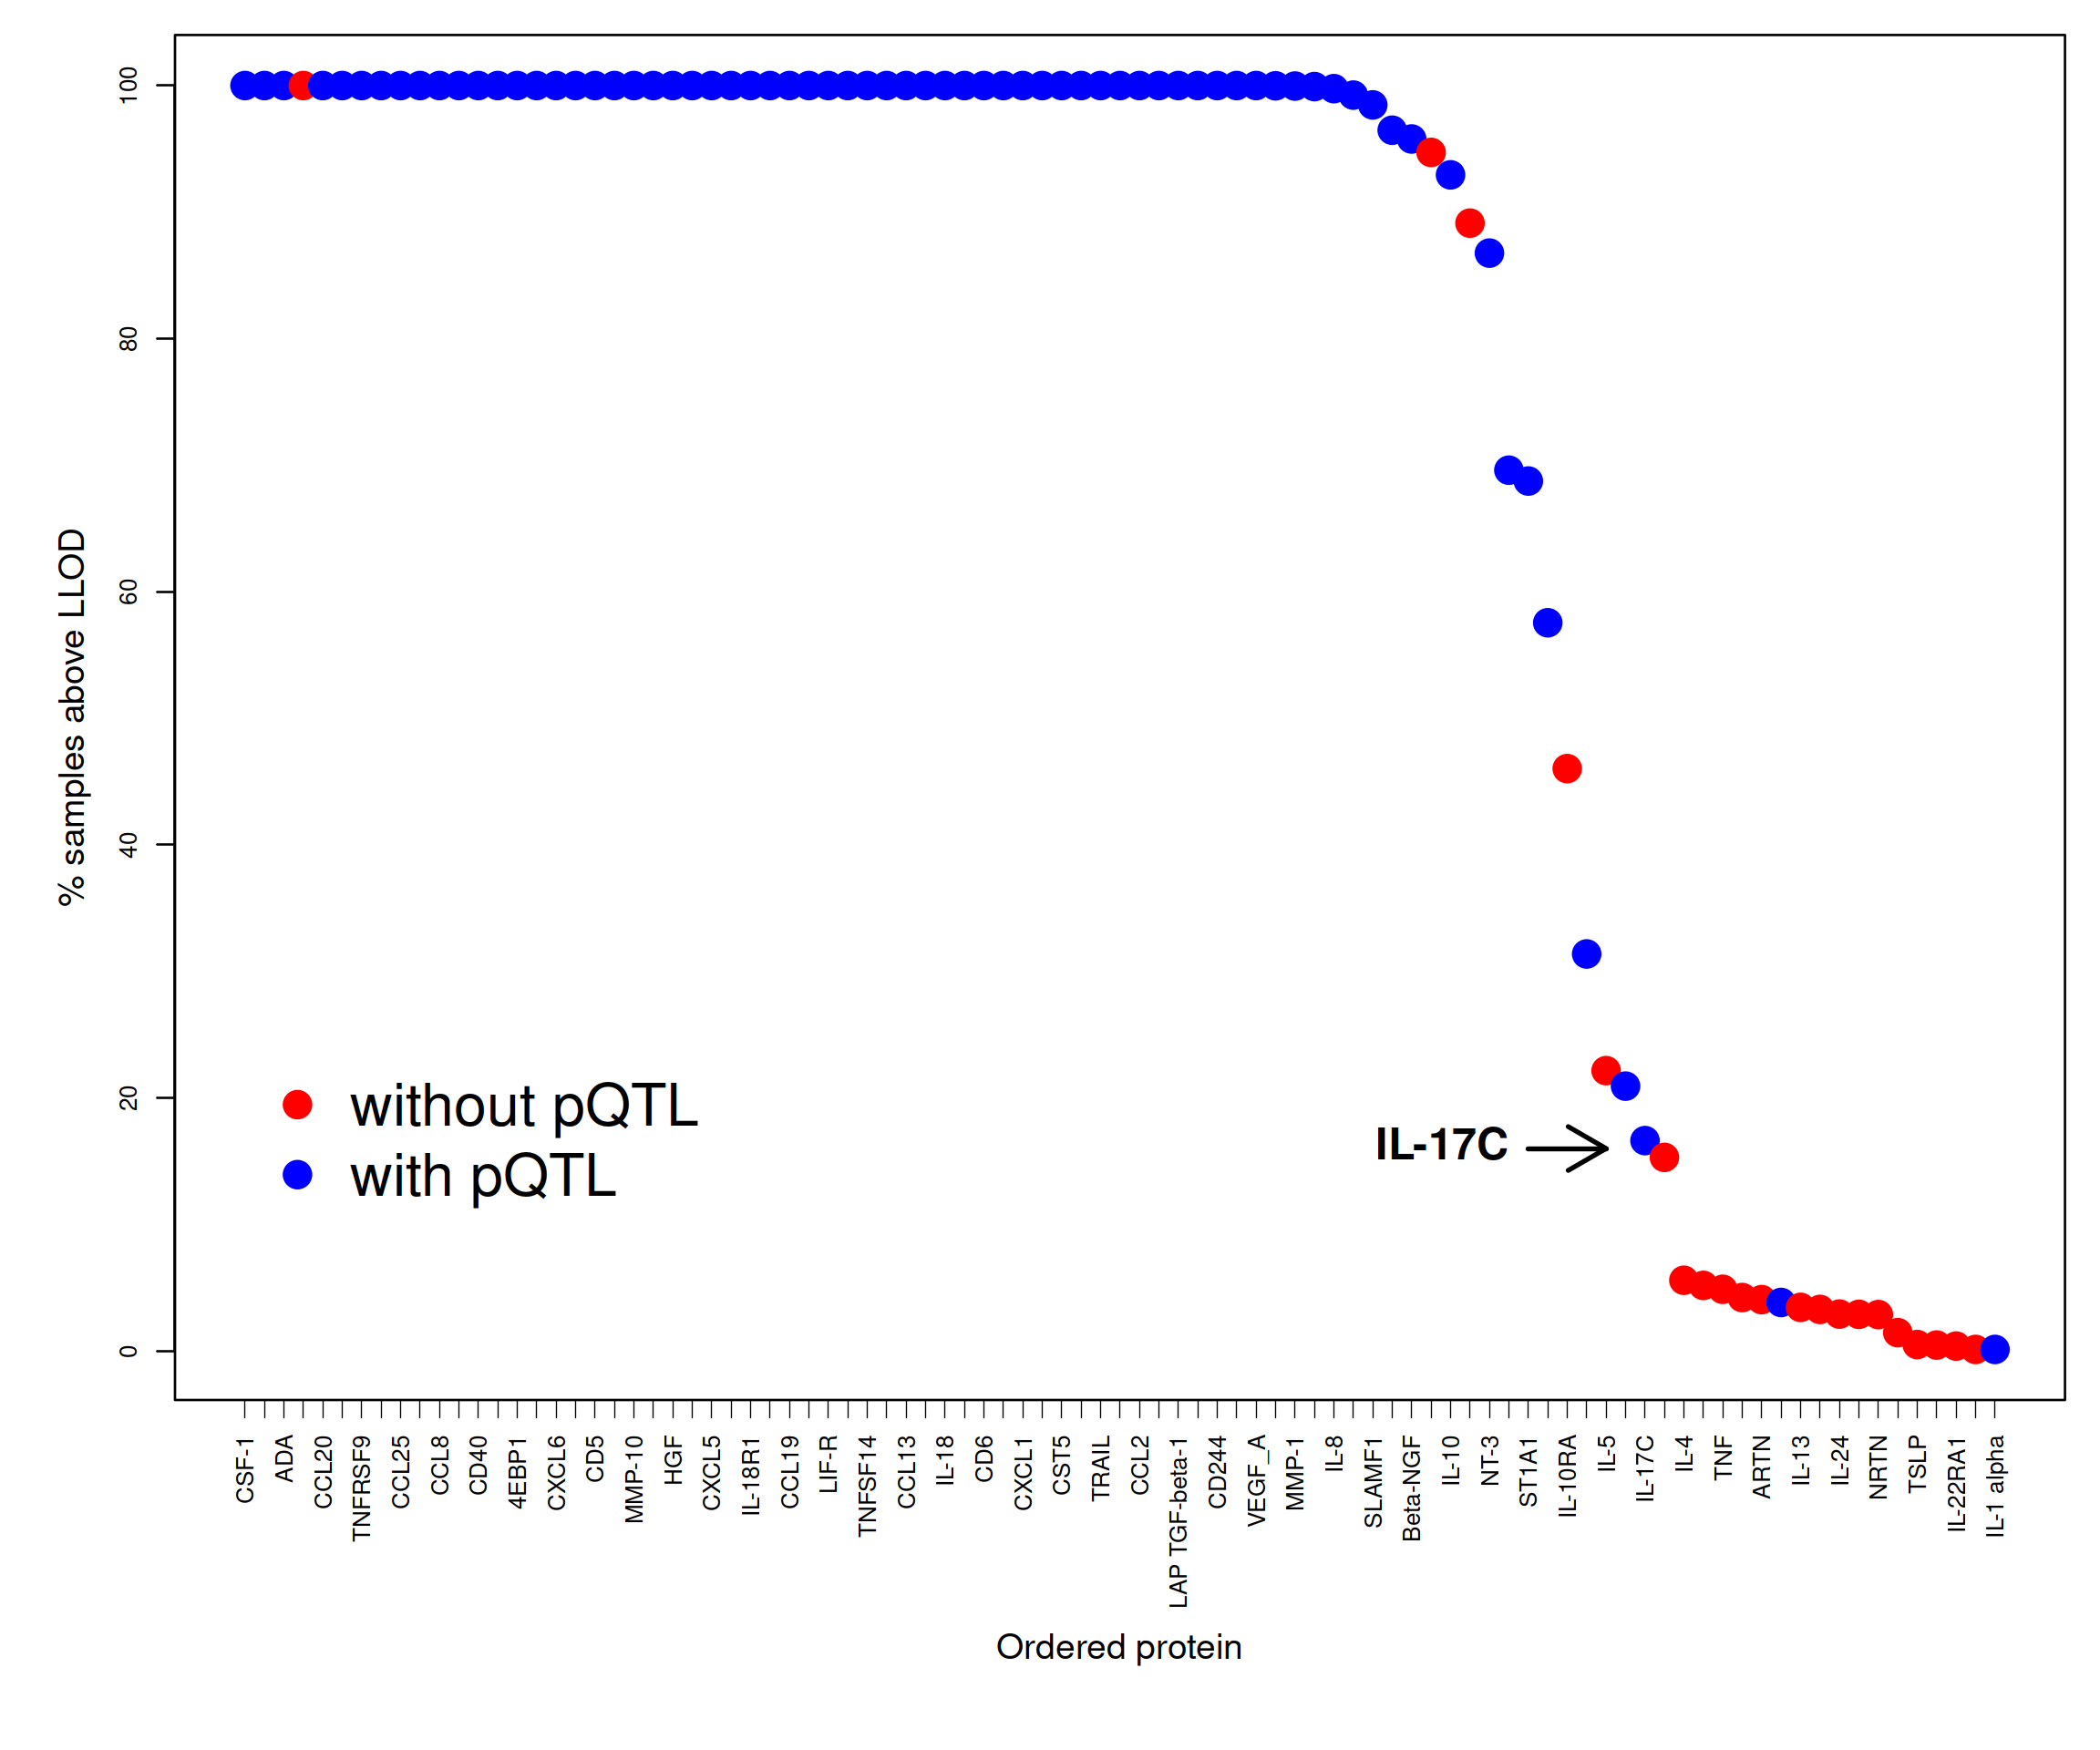 % samples above LLOD
100
80
60
40
20
0
without pQTL
with pQTL
IL-17C
CSF-1
ADA
CCL20
TNFRSF9
CCL25
CCL8
CD40
4EBP1
CXCL6
CD5
MMP-10
HGF
CXCL5
IL-18R1
CCL19
LIF-R
TNFSF14
CCL13
IL-18
CD6
CXCL1
CST5
TRAIL
CCL2
LAP TGF-beta-1
CD244
VEGF_A
MMP-1
IL-8
SLAMF1
Beta-NGF
IL-10
NT-3
ST1A1
IL-10RA
IL-5
IL-17C
IL-4
TNF
ARTN
IL-13
IL-24
NRTN
TSLP
IL-22RA1
IL-1 alpha
Ordered protein